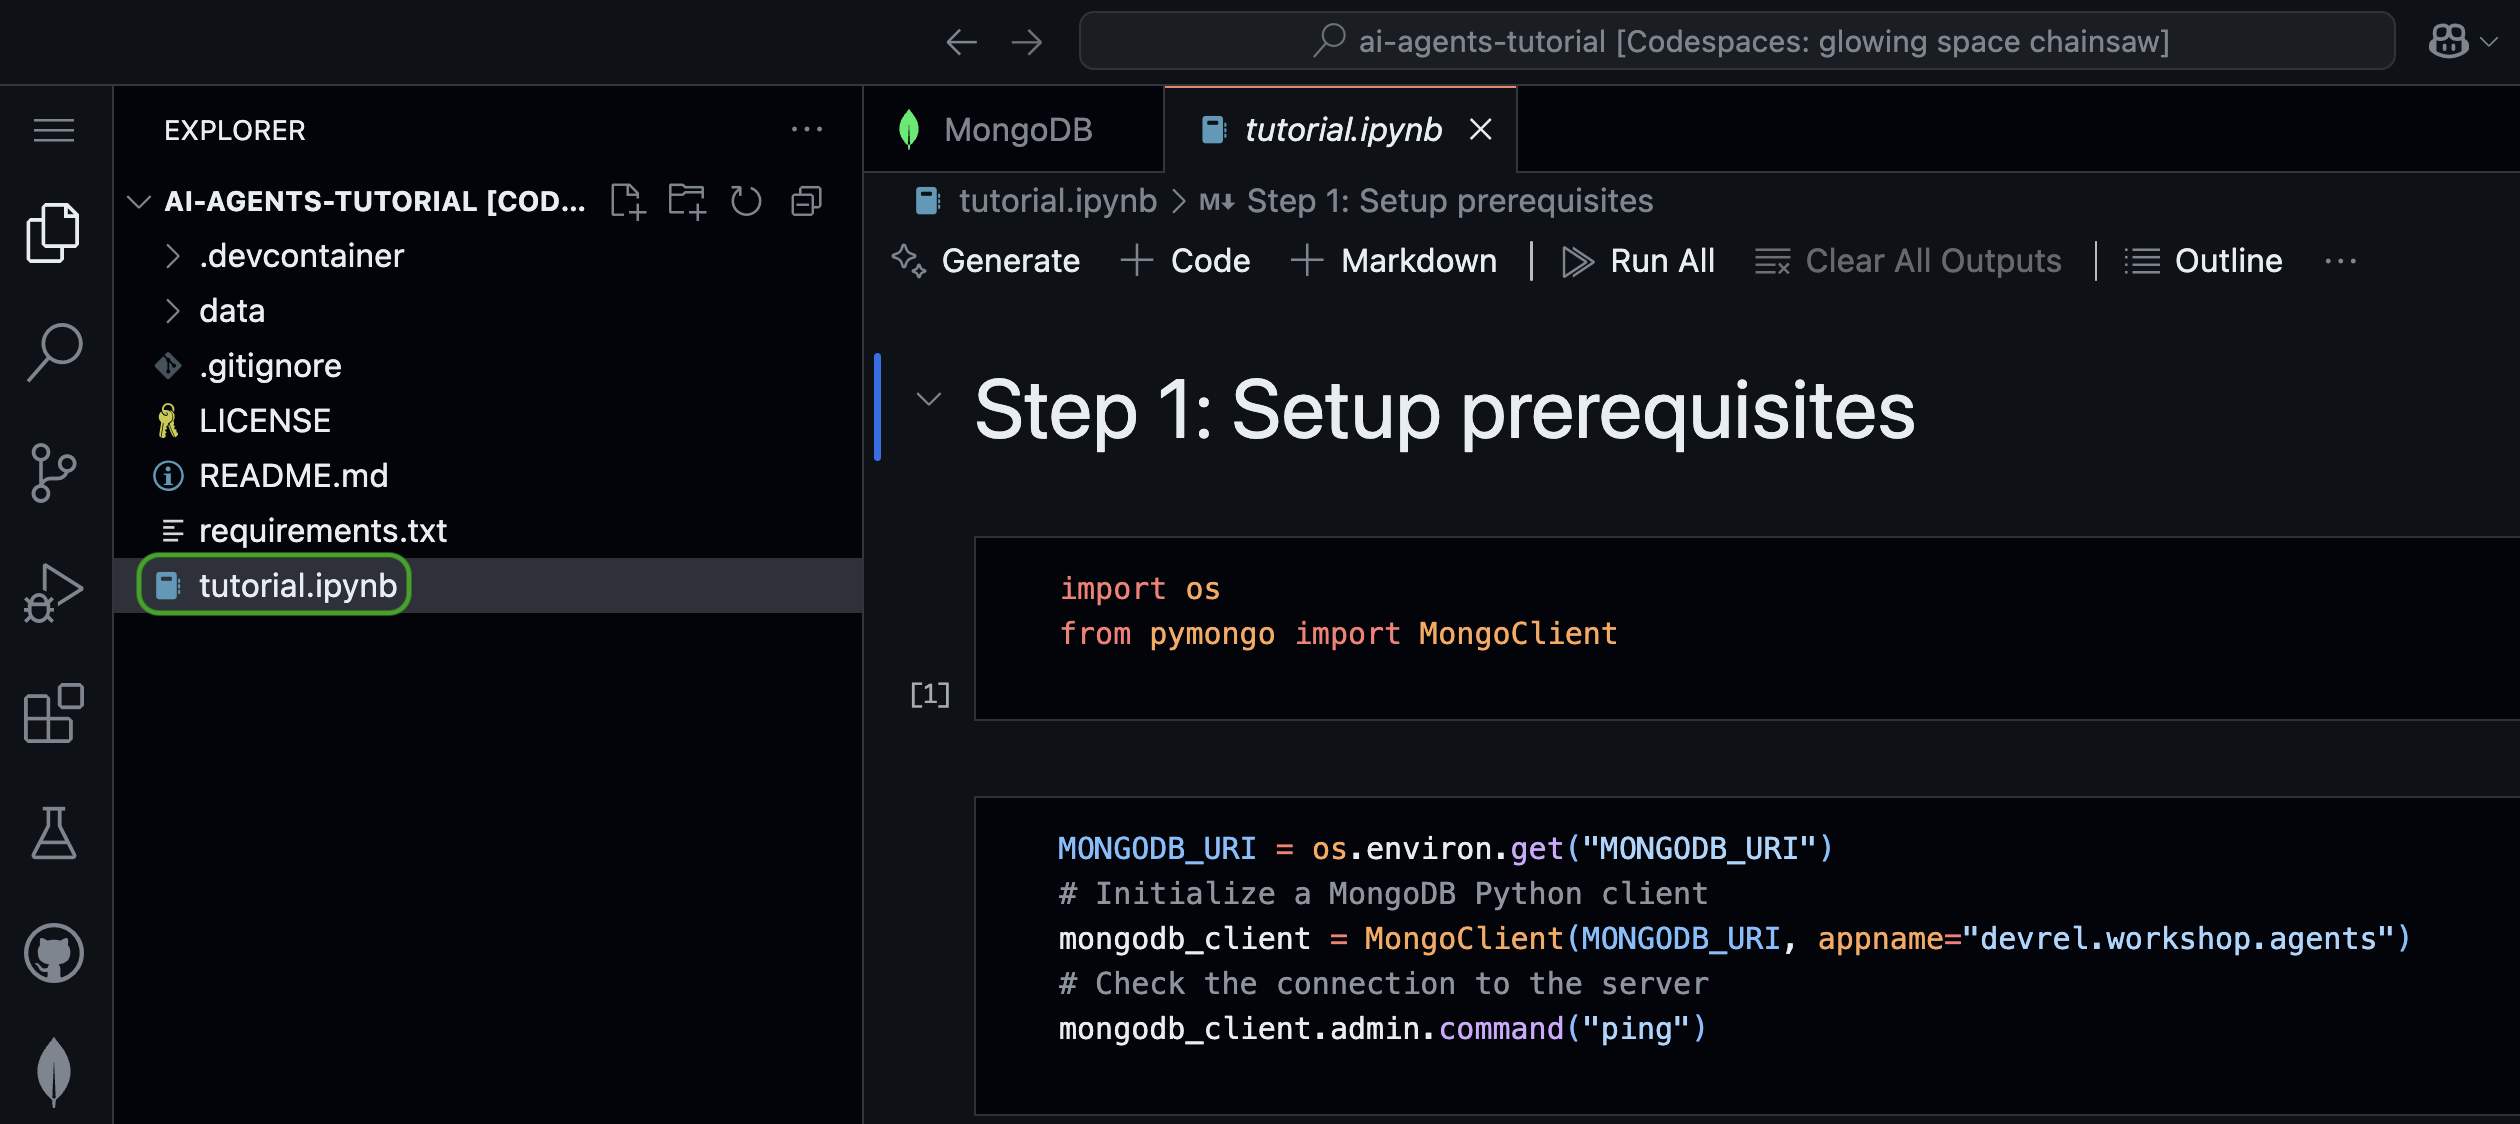 ai-agents-tutorial [Codespaces: glowing space chainsaw]
EXPLORER
AI-AGENTS-TUTORIAL [COD...
.devcontainer
data
.gitignore
LICENSE
README.md
requirements.txt
tutorial.ipynb
MongoDB
tutorial.ipynb
tutorial.ipynb > M↓ Step 1: Setup prerequisites
Generate + Code + Markdown | Run All Clear All Outputs | Outline ...
Step 1: Setup prerequisites
import os
from pymongo import MongoClient
[1]
MONGODB_URI = os.environ.get("MONGODB_URI")
# Initialize a MongoDB Python client
mongodb_client = MongoClient(MONGODB_URI, appname="devrel.workshop.agents")
# Check the connection to the server
mongodb_client.admin.command("ping")